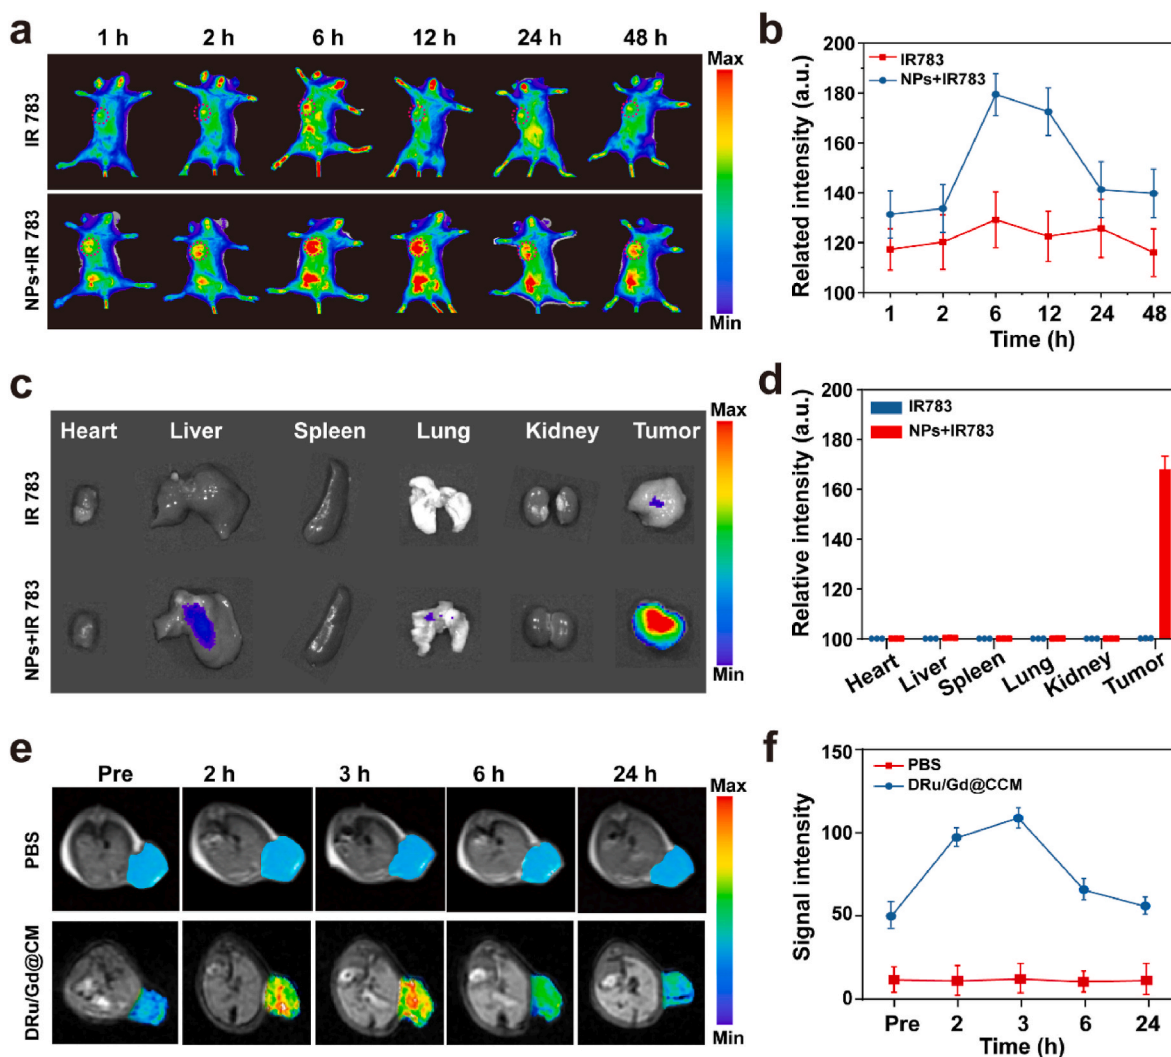 a
1 h 2 h 6 h 12 h 24 h 48 h
IR 783
NPs+IR 783
Max
Min
b
Related intensity (a.u.)
200
180
160
140
120
100
IR783
NPs+IR783
1 2 6 12 24 48
Time (h)
c
Heart Liver Spleen Lung Kidney Tumor
IR 783
NPs+IR 783
Max
Min
d
Relative intensity (a.u.)
200
180
160
140
120
100
IR783
NPs+IR783
Heart Liver Spleen Lung Kidney Tumor
e
Pre 2 h 3 h 6 h 24 h
PBS
DRu/Gd@CCM
Max
Min
f
Signal intensity
150
100
50
0
PBS
DRu/Gd@CCM
Pre 2 3 6 24
Time (h)